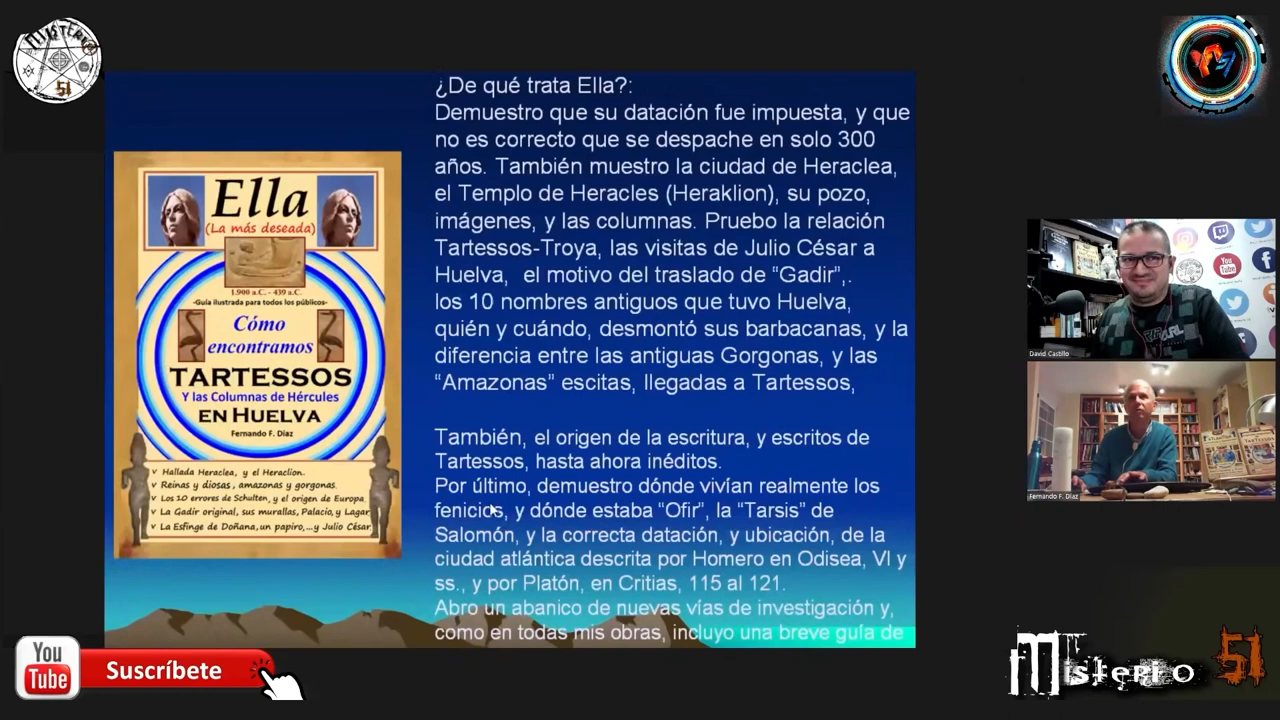 MISTERIO
51
¿De qué trata Ella?:
Demuestro que su datación fue impuesta, y que
no es correcto que se despache en solo 300
años. También muestro la ciudad de Heraclea,
el Templo de Heracles (Heraklion), su pozo,
imágenes, y las columnas. Pruebo la relación
Tartessos-Troya, las visitas de Julio César a
Huelva, el motivo del traslado de “Gadir”,.
los 10 nombres antiguos que tuvo Huelva,
quién y cuándo, desmontó sus barbacanas, y la
diferencia entre las antiguas Gorgonas, y las
“Amazonas” escitas, llegadas a Tartessos,
También, el origen de la escritura, y escritos de
Tartessos, hasta ahora inéditos.
Por último, demuestro dónde vivían realmente los
fenicios, y dónde estaba “Ofir”, la “Tarsis” de
Salomón, y la correcta datación, y ubicación, de la
ciudad atlántica descrita por Homero en Odisea, VI y
ss., y por Platón, en Critias, 115 al 121.
Abro un abanico de nuevas vías de investigación y,
como en todas mis obras, incluyo una breve guía de
Ella
(La más deseada)
1.900 a.C. - 439 a.C.
-Guía ilustrada para todos los públicos-
Cómo
encontramos
TARTESSOS
Y las Columnas de Hércules
EN HUELVA
Fernando F. Díaz
v Hallada Heraclea, y el Heraclion.
v Reinas y diosas, amazonas y gorgonas.
v Los 10 errores de Schulten, y el origen de Europa
v La Gadir original, sus murallas, Palacio, y Lagar
v La Esfinge de Doñana, un papiro, ...y Julio César
You
Tube
RIP CURL
David Castillo
TARTESSOS
Fernando F. Díaz
You
Tube
Suscríbete
MISTERIO 51